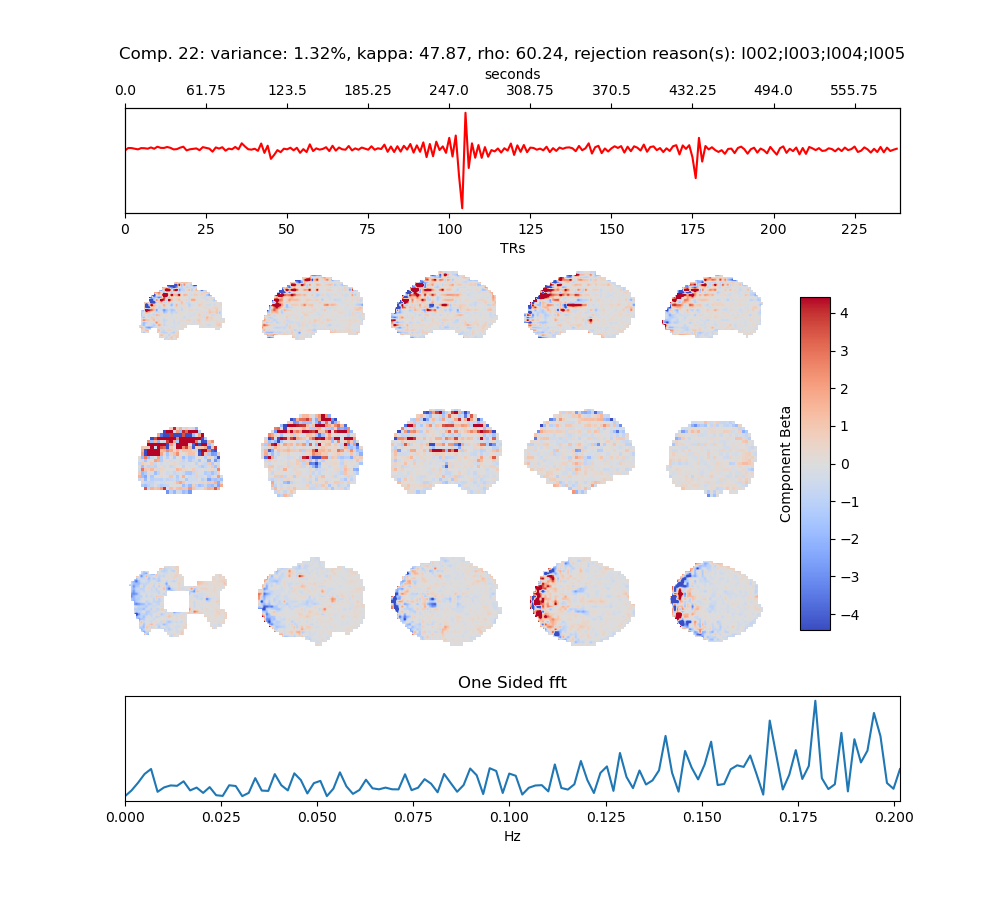 Comp. 22: variance: 1.32%, kappa: 47.87, rho: 60.24, rejection reason(s): I002;I003;I004;I005
seconds
0.0 61.75 123.5 185.25 247.0 308.75 370.5 432.25 494.0 555.75
0 25 50 75 100 125 150 175 200 225
TRs
4
3
2
1
0
−1
−2
−3
−4
Component Beta
One Sided fft
0.000 0.025 0.050 0.075 0.100 0.125 0.150 0.175 0.200
Hz